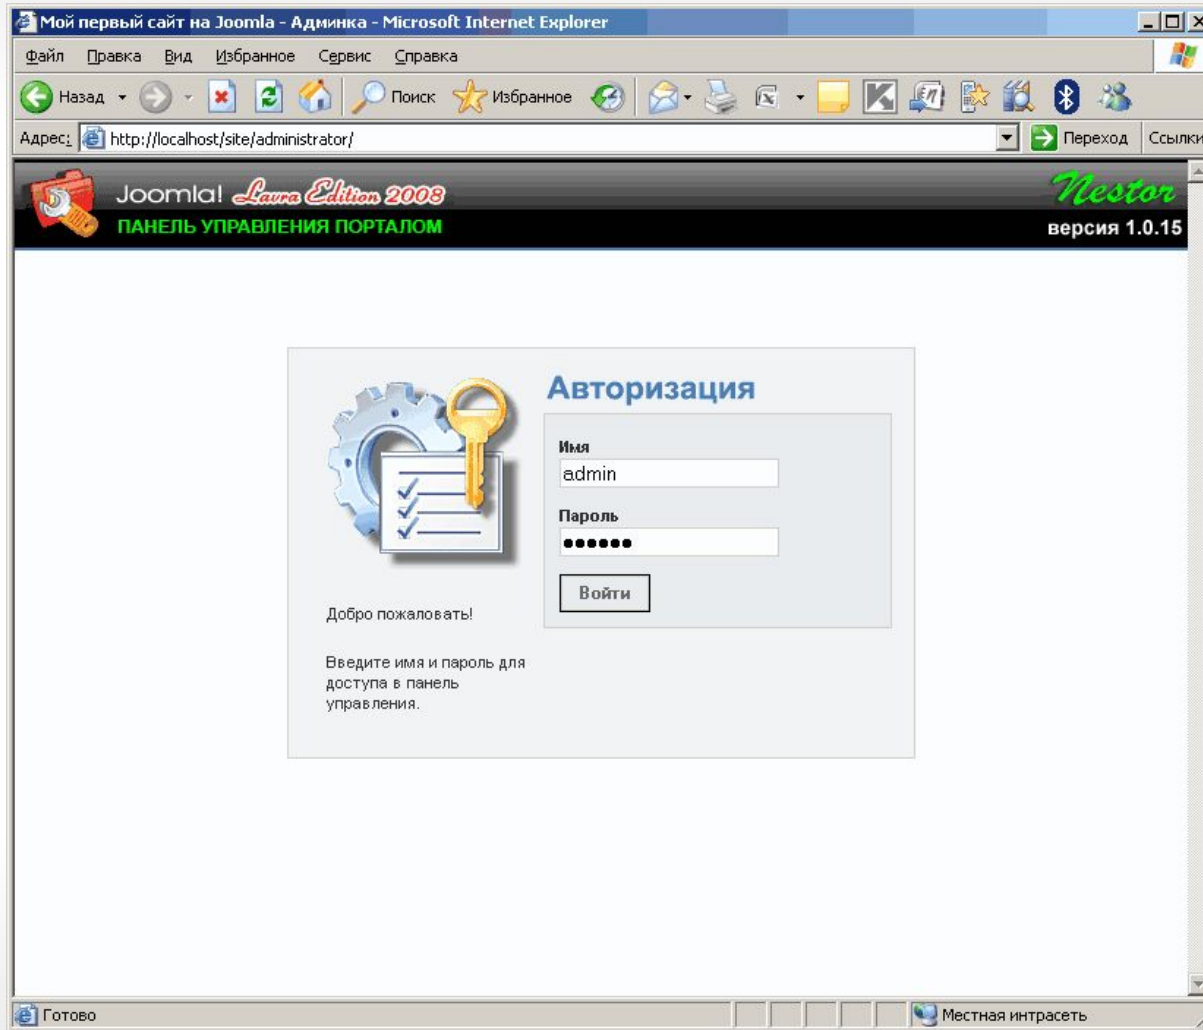 Мой первый сайт на Joomla - Админка - Microsoft Internet Explorer
Файл Правка Вид Избранное Сервис Справка
Назад Поиск Избранное
Адрес: http://localhost/site/administrator/ Переход Ссылки
Joomla! Lavra Edition 2008 Nestor
ПАНЕЛЬ УПРАВЛЕНИЯ ПОРТАЛОМ версия 1.0.15
Авторизация
Имя
admin
Пароль
••••••
Войти
Добро пожаловать!
Введите имя и пароль для
доступа в панель
управления.
Готово Местная интрасеть